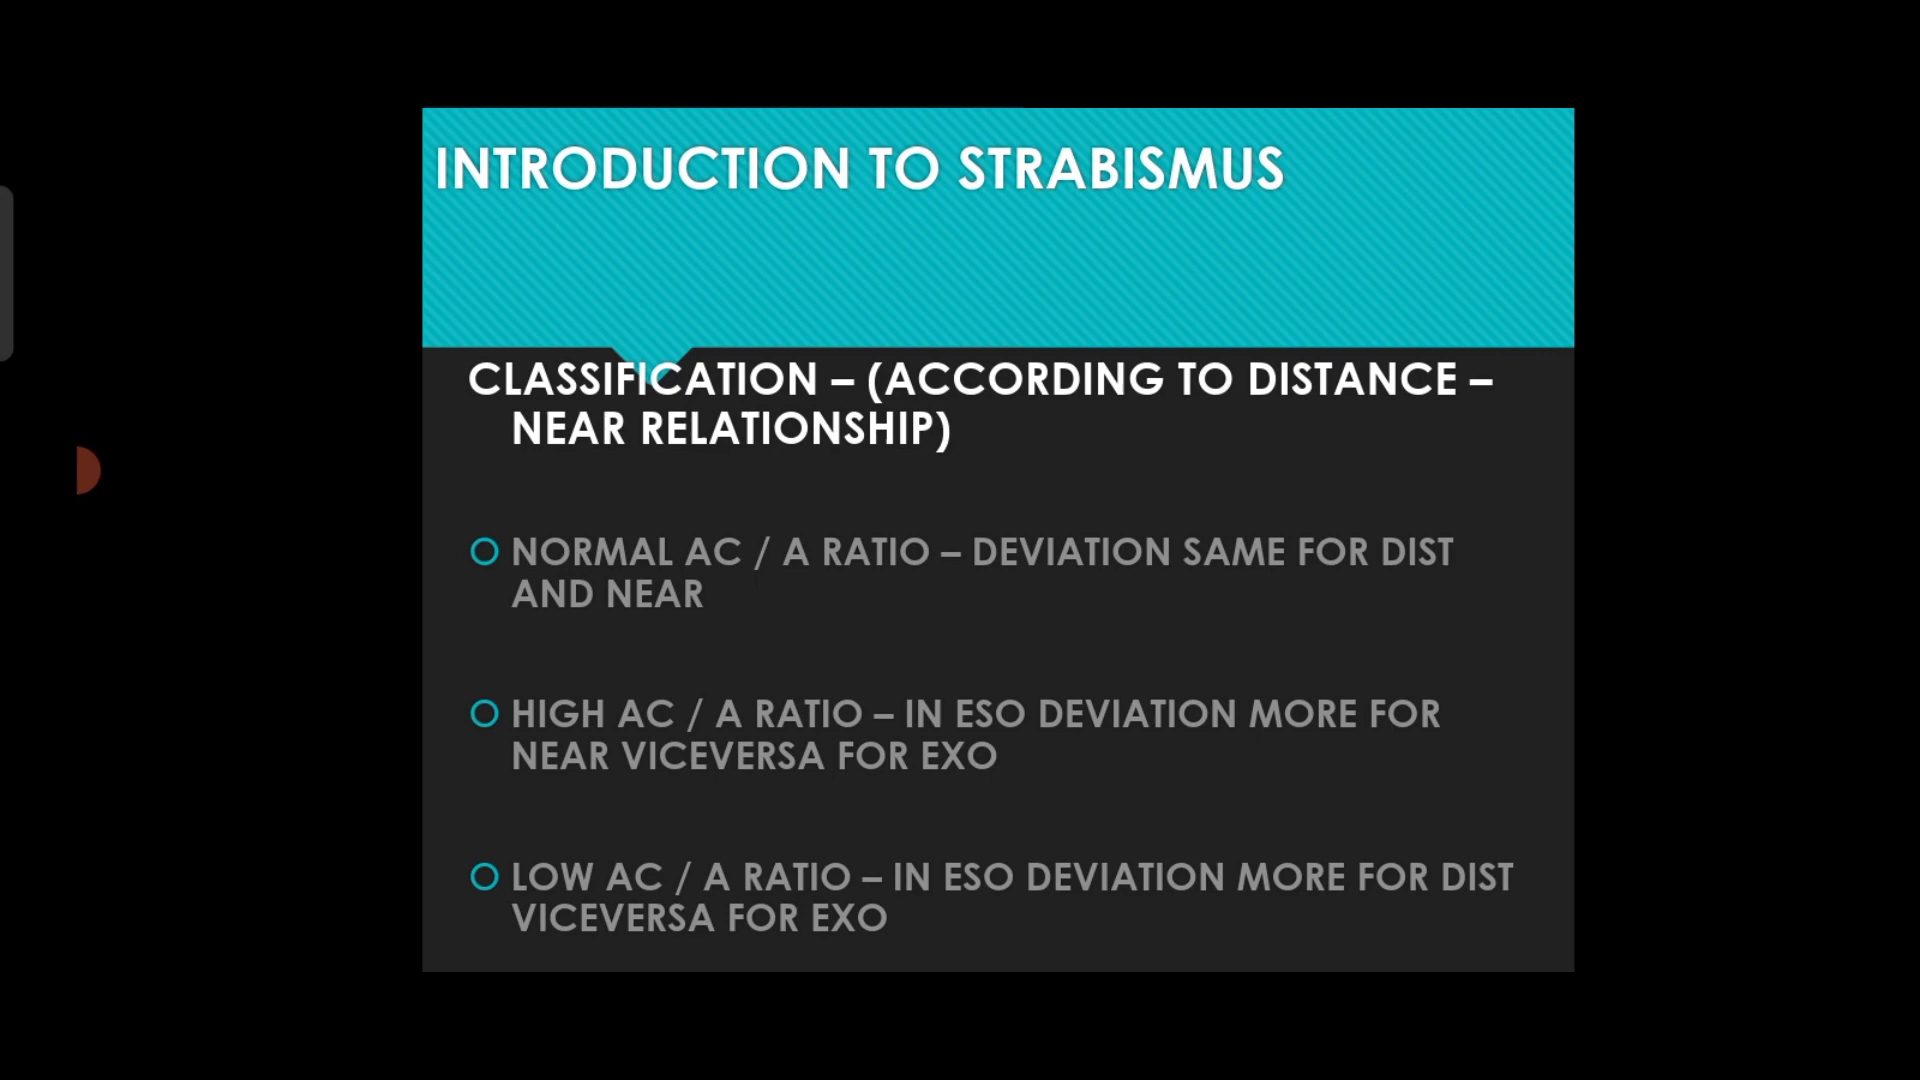 INTRODUCTION TO STRABISMUS
CLASSIFICATION – (ACCORDING TO DISTANCE –
NEAR RELATIONSHIP)
NORMAL AC / A RATIO – DEVIATION SAME FOR DIST
AND NEAR
HIGH AC / A RATIO – IN ESO DEVIATION MORE FOR
NEAR VICEVERSA FOR EXO
LOW AC / A RATIO – IN ESO DEVIATION MORE FOR DIST
VICEVERSA FOR EXO